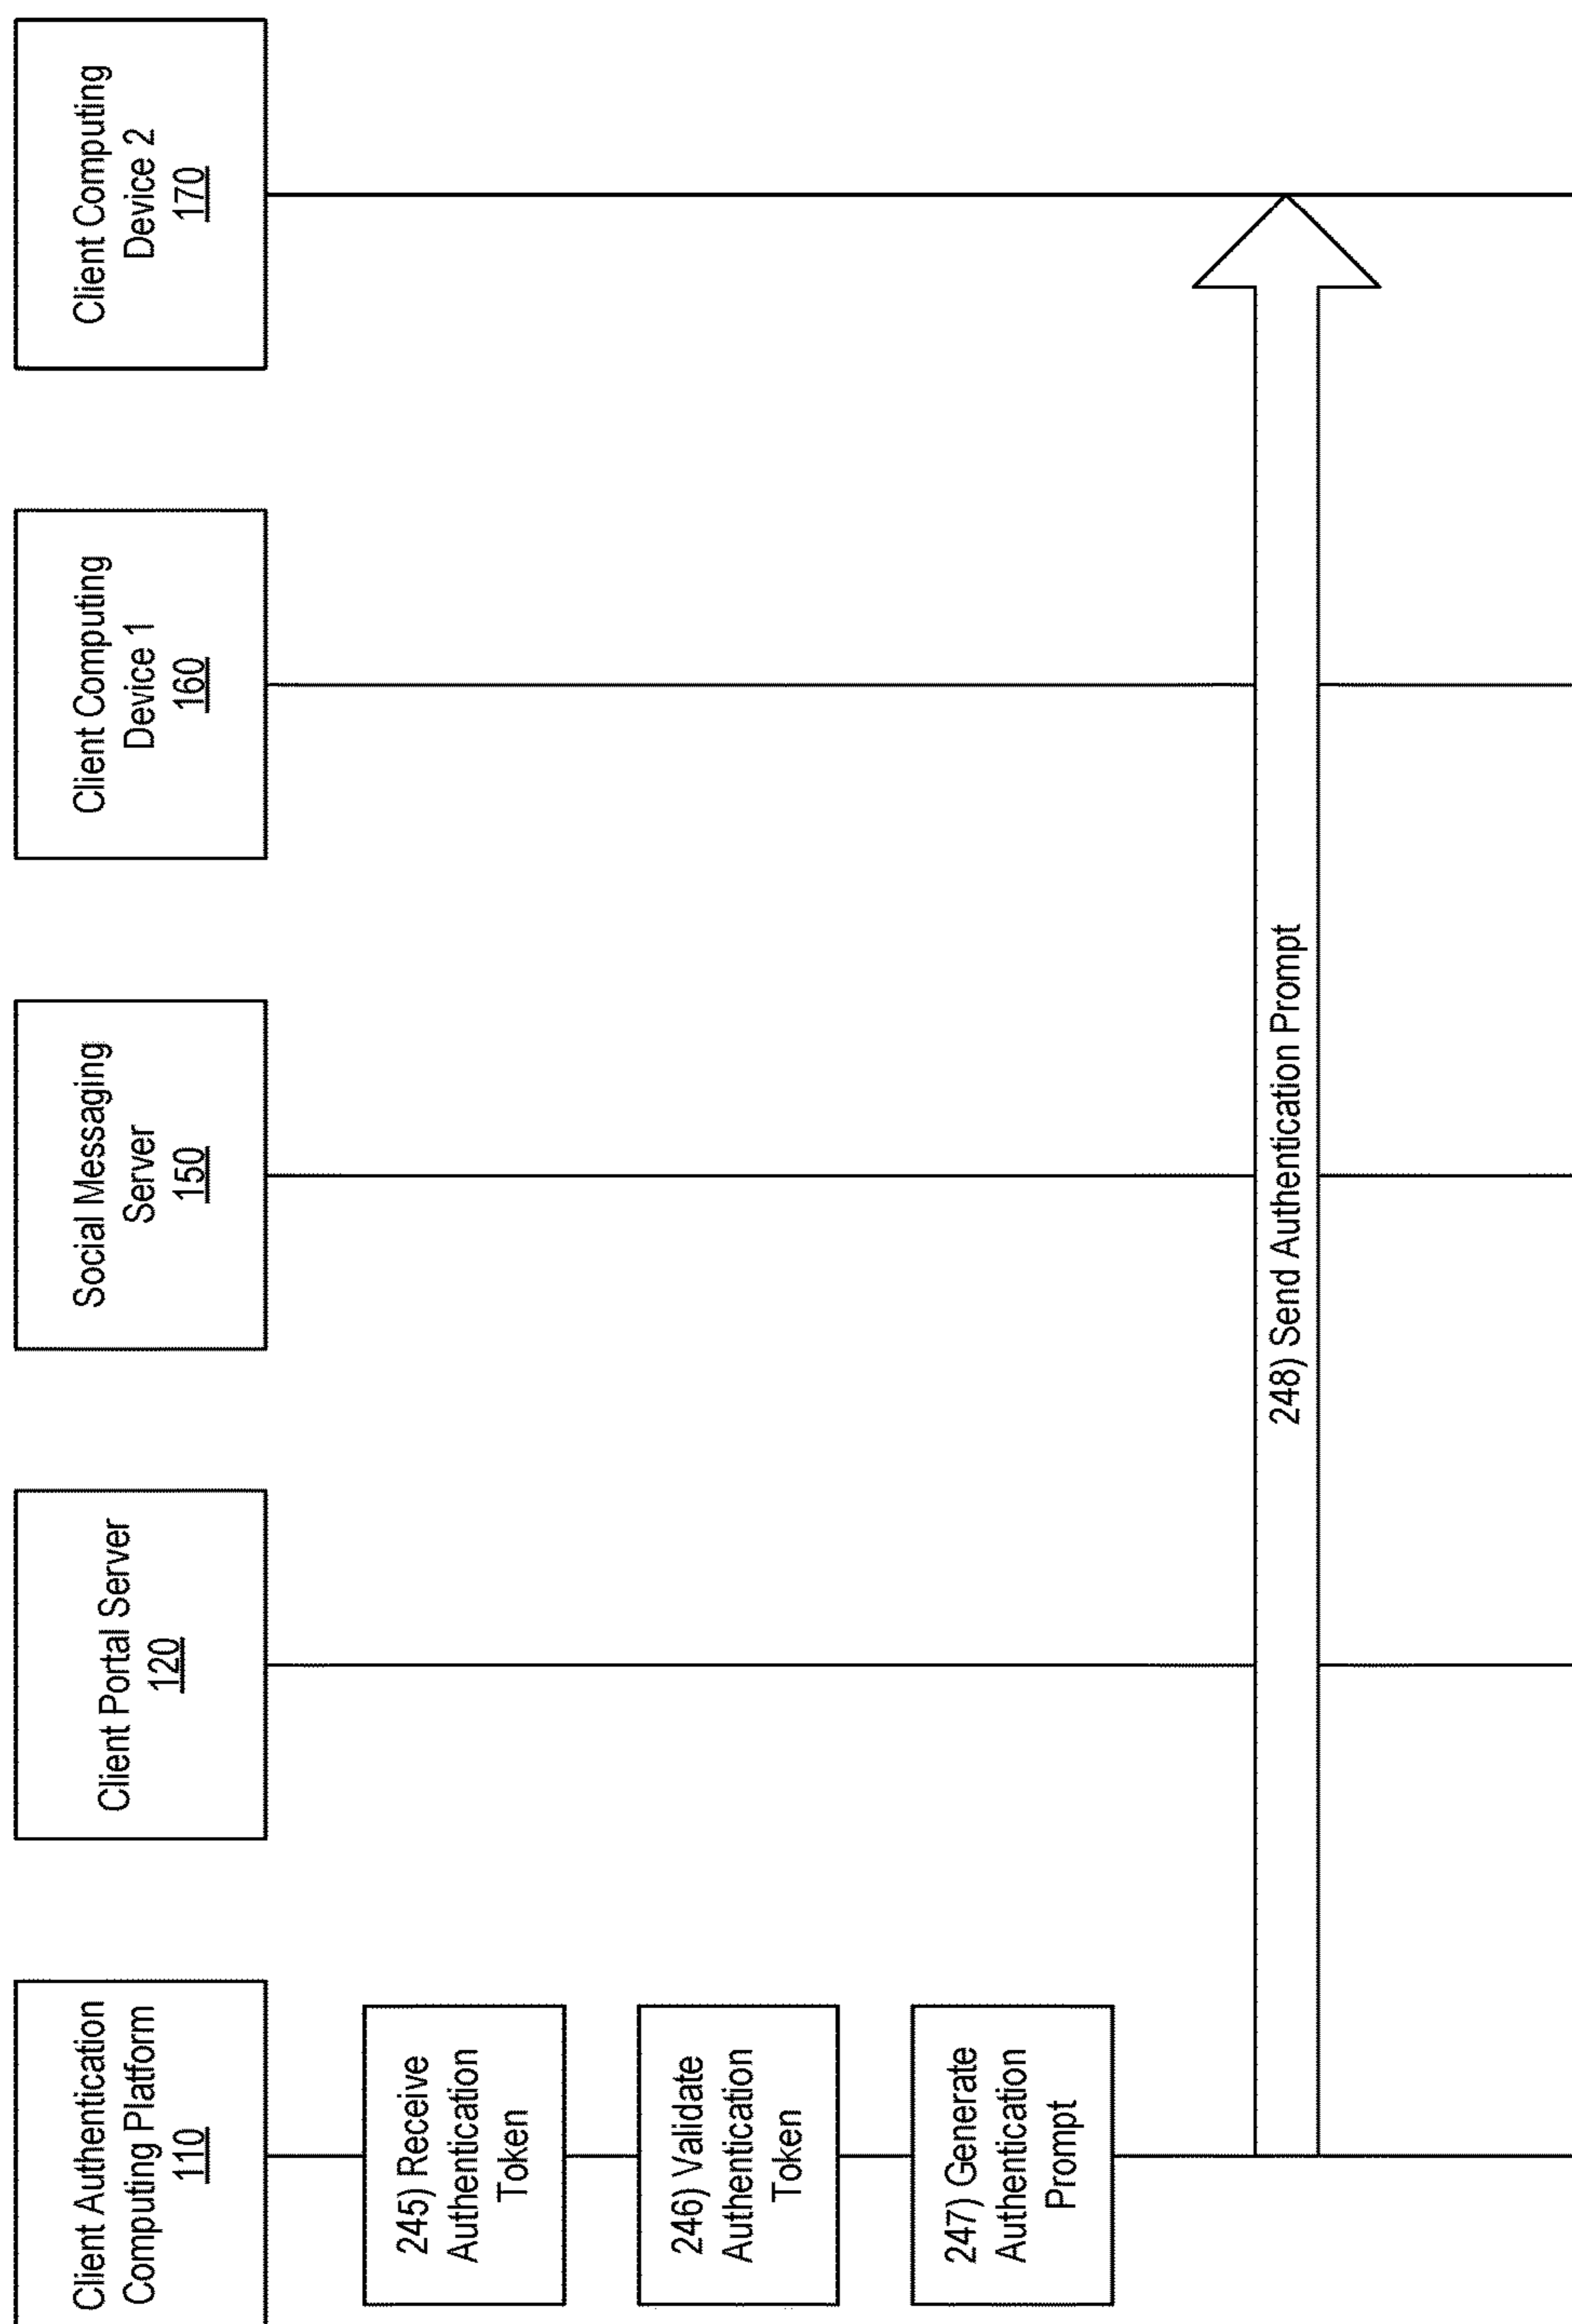 Client Authentication
Computing Platform
110
Client Portal Server
120
Social Messaging
Server
150
Client Computing
Device 1
160
Client Computing
Device 2
170
245) Receive
Authentication
Token
246) Validate
Authentication
Token
247) Generate
Authentication
Prompt
248) Send Authentication Prompt